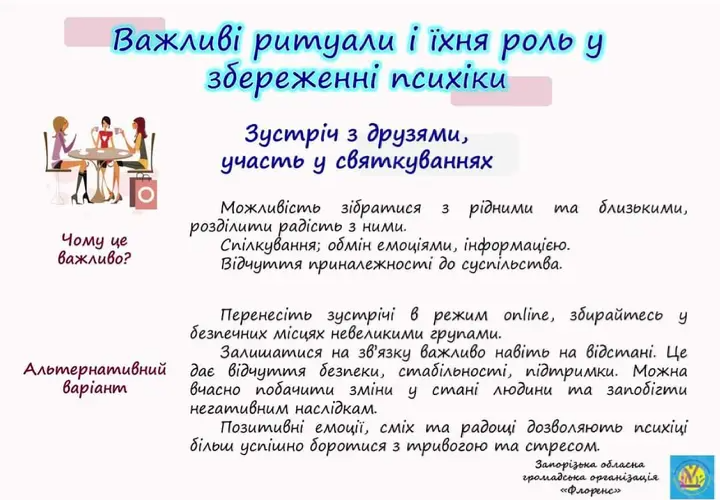 Важливі ритуали і їхня роль у
збереженні психіки
Зустріч з друзями,
участь у святкуваннях
Чому це
важливо?
Можливість зібратися з рідними та близькими,
розділити радість з ними.
Спілкування; обмін емоціями, інформацією.
Відчуття приналежності до суспільства.
Альтернативний
варіант
Перенесіть зустрічі в режим online, збирайтесь у
безпечних місцях невеликими групами.
Залишатися на зв'язку важливо навіть на відстані. Це
дає відчуття безпеки, стабільності, підтримки. Можна
вчасно побачити зміни у стані людини та запобігти
негативним наслідкам.
Позитивні емоції, сміх та радощі дозволяють психіці
більш успішно боротися з тривогою та стресом.
Запорізька обласна
громадська організація
«Флоренс»